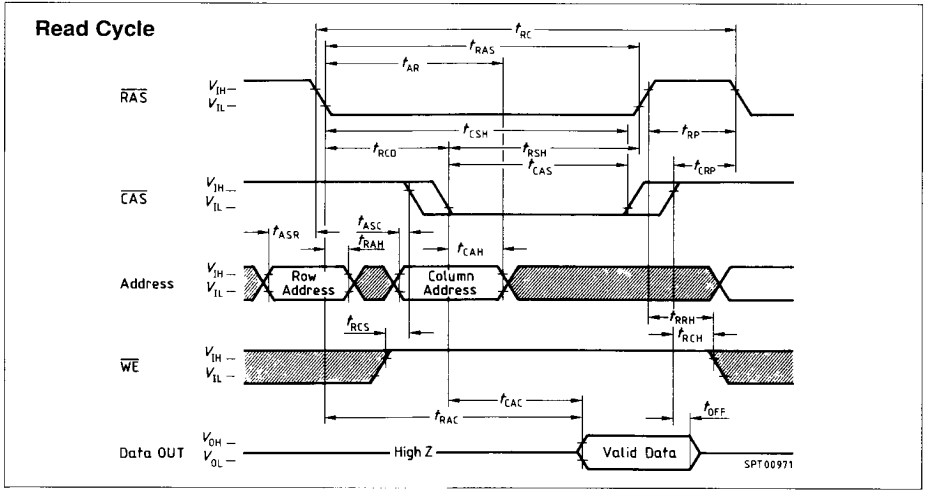 Read Cycle
tRC
tRAS
tAR
RAS
VIH
VIL
tCSH
tRP
tRCD
tRSH
tCAS
tCRP
CAS
VIH
VIL
tASR
tASC
tRAH
tCAH
Address
VIH
VIL
Row
Address
Column
Address
tRCS
tRRH
tRCH
WE
VIH
VIL
tCAC
tRAC
tOFF
Data OUT
VOH
VOL
High Z
Valid Data
SPT00971